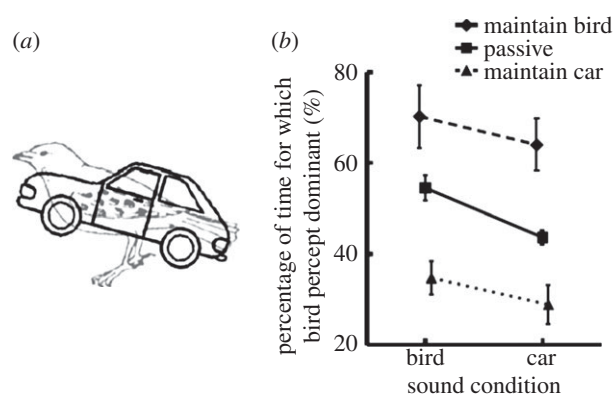 (a)
(b)
maintain bird
passive
maintain car
percentage of time for which
bird percept dominant (%)
80
60
40
20
bird car
sound condition